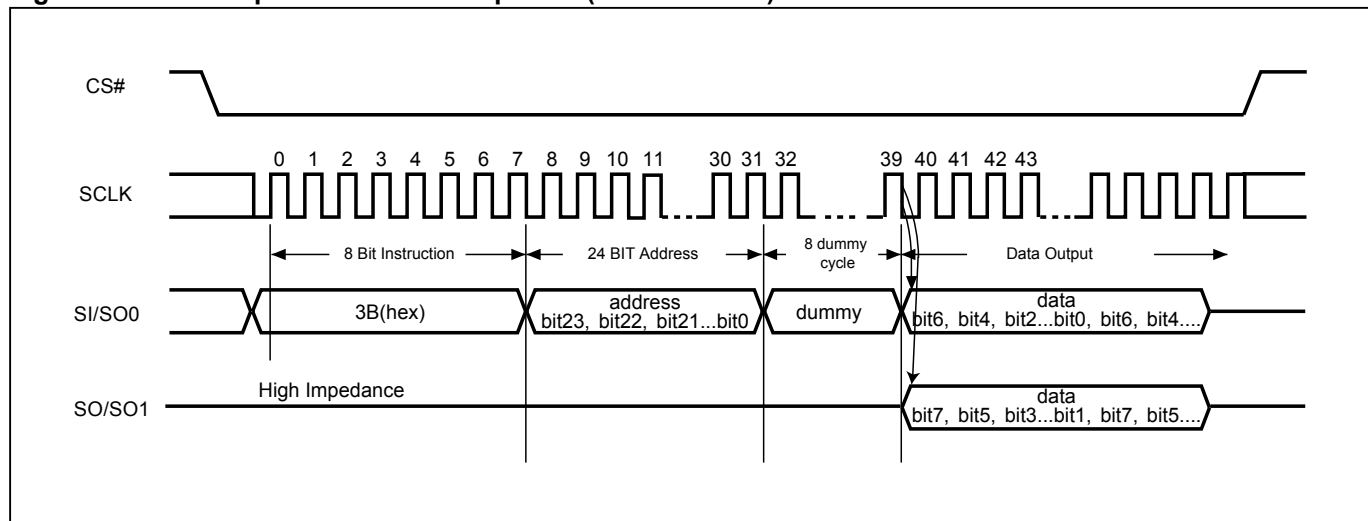 CS#
0 1 2 3 4 5 6 7 8 9 10 11 30 31 32 39 40 41 42 43
SCLK
8 Bit Instruction
24 BIT Address
8 dummy
cycle
Data Output
SI/SO0
3B(hex)
address
bit23, bit22, bit21...bit0
dummy
data
bit6, bit4, bit2...bit0, bit6, bit4....
High Impedance
SO/SO1
data
bit7, bit5, bit3...bit1, bit7, bit5....